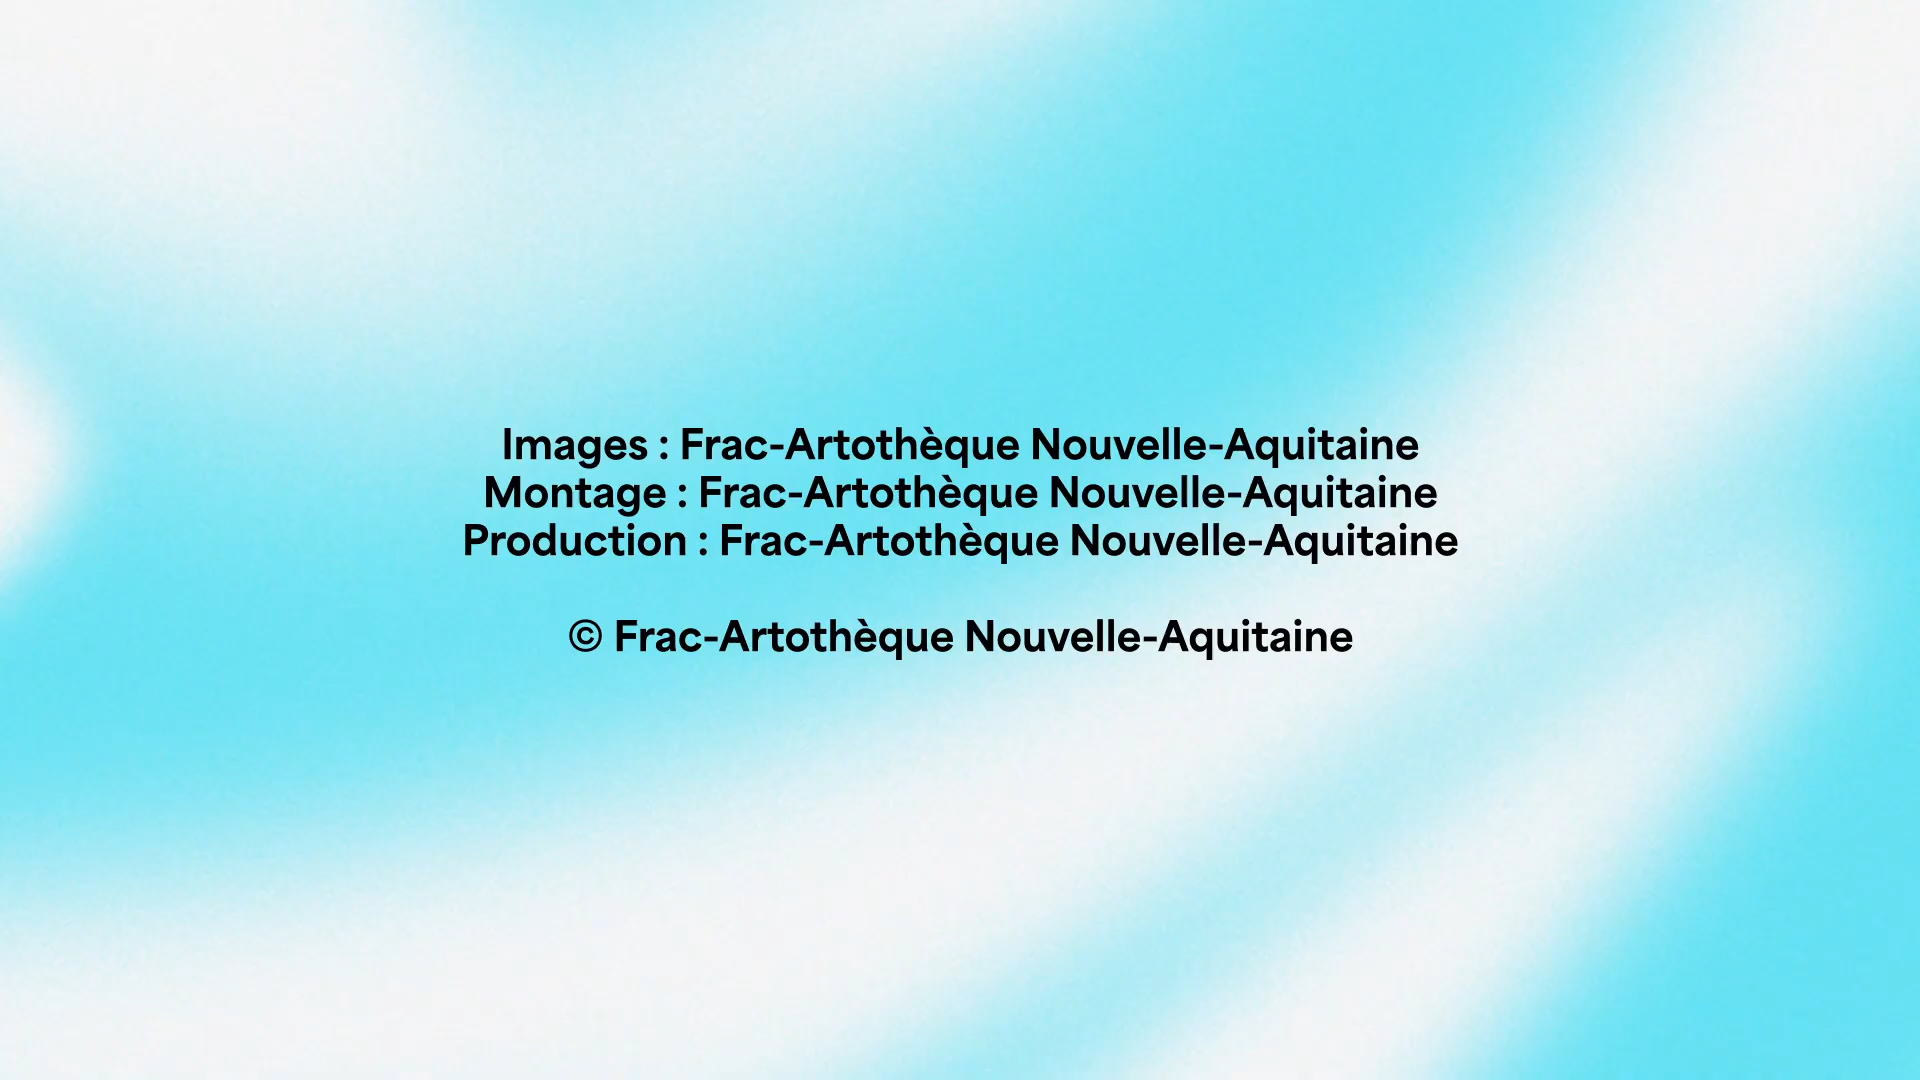 Images : Frac-Artothèque Nouvelle-Aquitaine
Montage : Frac-Artothèque Nouvelle-Aquitaine
Production : Frac-Artothèque Nouvelle-Aquitaine
© Frac-Artothèque Nouvelle-Aquitaine